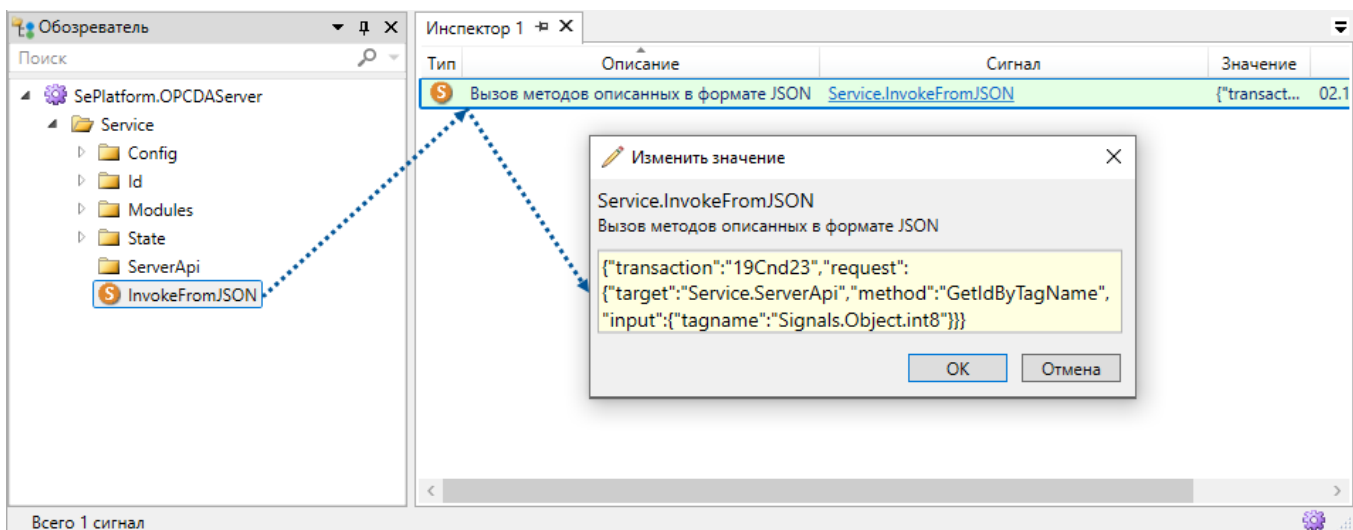 Обозреватель
Поиск
SePlatform.OPCDAServer
Service
Config
Id
Modules
State
ServerApi
InvokeFromJSON
Инспектор 1
Тип Описание Сигнал Значение
S Вызов методов описанных в формате JSON Service.InvokeFromJSON {"transact... 02.1
Изменить значение
Service.InvokeFromJSON
Вызов методов описанных в формате JSON
{"transaction":"19Cnd23","request":
{"target":"Service.ServerApi","method":"GetIdByTagName",
"input":{"tagname":"Signals.Object.int8"}}}
OK Отмена
Всего 1 сигнал